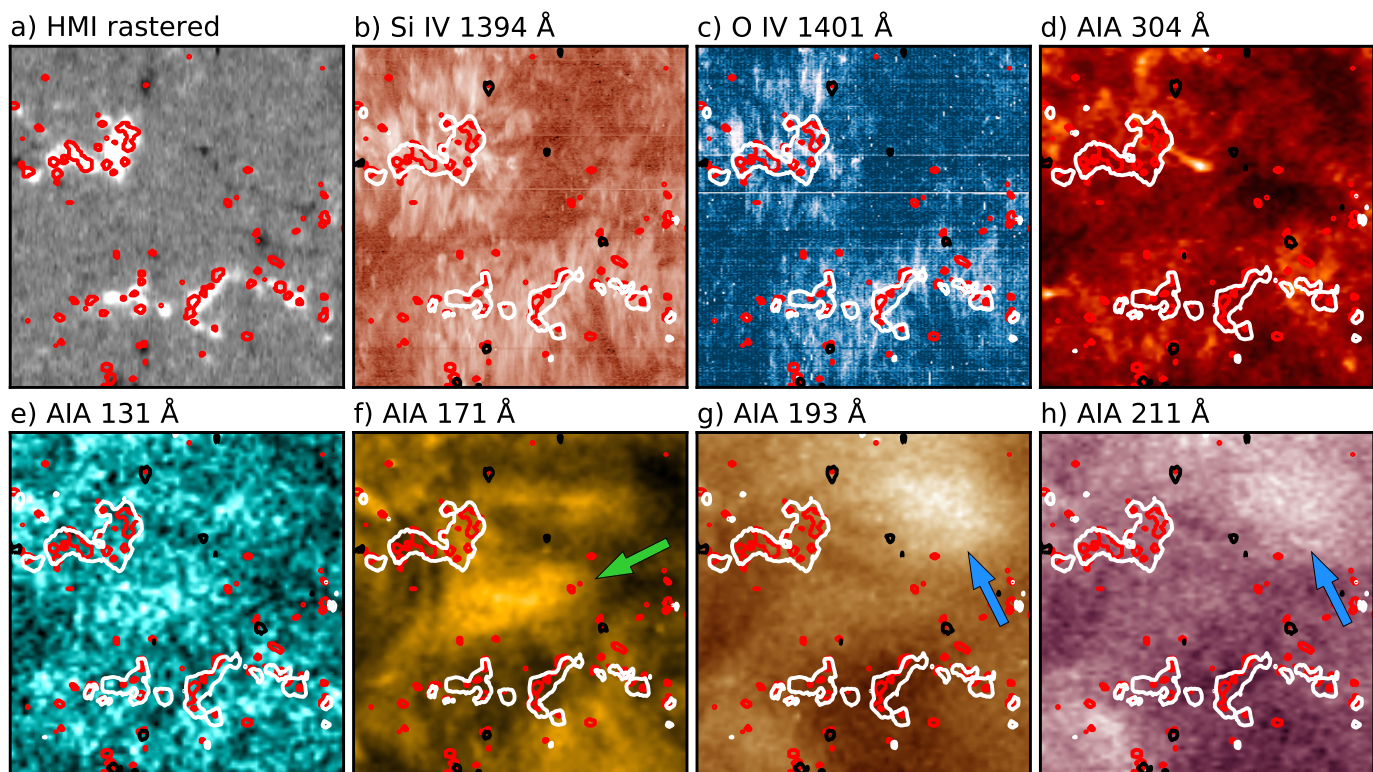 a) HMI rastered
b) Si IV 1394 Å
c) O IV 1401 Å
d) AIA 304 Å
e) AIA 131 Å
f) AIA 171 Å
g) AIA 193 Å
h) AIA 211 Å